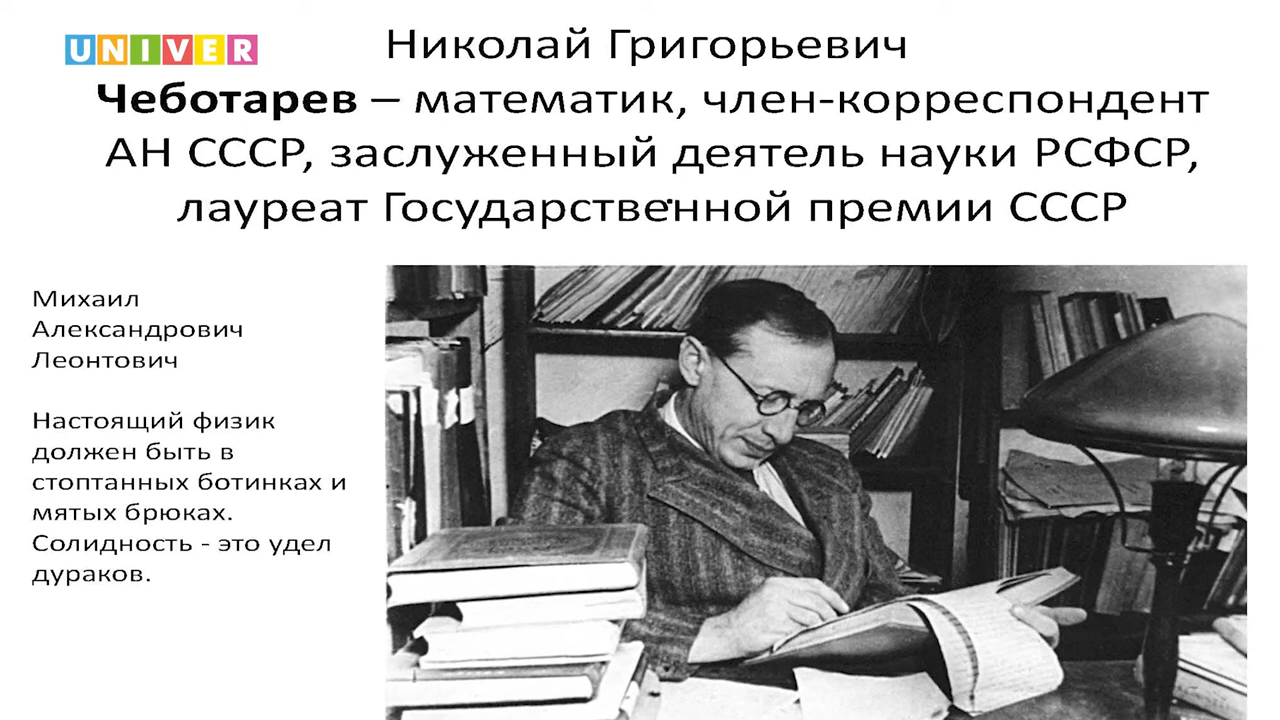 UNIVER
Николай Григорьевич
Чеботарев – математик, член-корреспондент
АН СССР, заслуженный деятель науки РСФСР,
лауреат Государственной премии СССР
Михаил
Александрович
Леонтович
Настоящий физик
должен быть в
стоптанных ботинках и
мятых брюках.
Солидность - это удел
дураков.